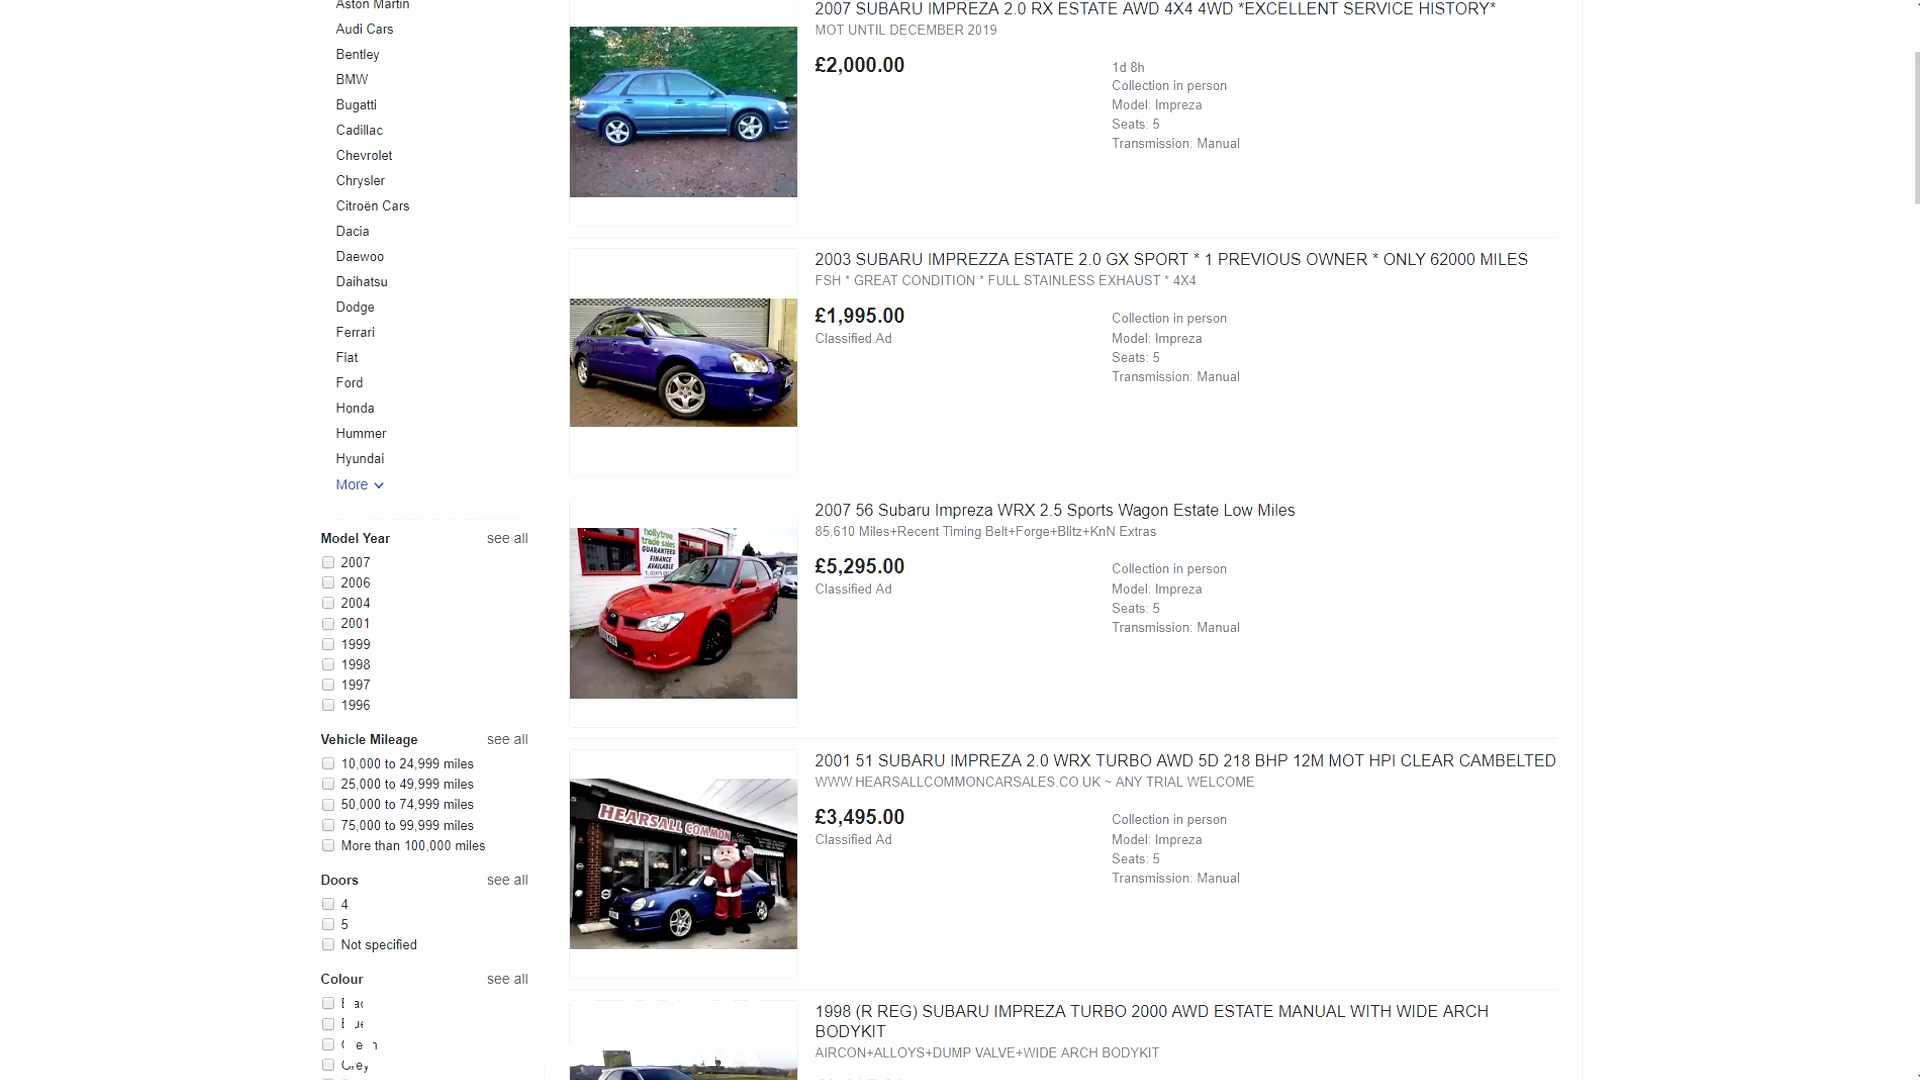 Aston Martin
Audi Cars
Bentley
BMW
Bugatti
Cadillac
Chevrolet
Chrysler
Citroën Cars
Dacia
Daewoo
Daihatsu
Dodge
Ferrari
Fiat
Ford
Honda
Hummer
Hyundai
More
Model Year see all
2007
2006
2004
2001
1999
1998
1997
1996
Vehicle Mileage see all
10,000 to 24,999 miles
25,000 to 49,999 miles
50,000 to 74,999 miles
75,000 to 99,999 miles
More than 100,000 miles
Doors see all
4
5
Not specified
Colour see all
2007 SUBARU IMPREZA 2.0 RX ESTATE AWD 4X4 4WD *EXCELLENT SERVICE HISTORY*
MOT UNTIL DECEMBER 2019
£2,000.00
1d 8h
Collection in person
Model: Impreza
Seats: 5
Transmission: Manual
2003 SUBARU IMPREZZA ESTATE 2.0 GX SPORT * 1 PREVIOUS OWNER * ONLY 62000 MILES
FSH * GREAT CONDITION * FULL STAINLESS EXHAUST * 4X4
£1,995.00
Classified Ad
Collection in person
Model: Impreza
Seats: 5
Transmission: Manual
hollytree
trade sales
GUARANTEED
FINANCE
AVAILABLE
2007 56 Subaru Impreza WRX 2.5 Sports Wagon Estate Low Miles
85,610 Miles+Recent Timing Belt+Forge+Blitz+KnN Extras
£5,295.00
Classified Ad
Collection in person
Model: Impreza
Seats: 5
Transmission: Manual
HEARSALL COMMON
2001 51 SUBARU IMPREZA 2.0 WRX TURBO AWD 5D 218 BHP 12M MOT HPI CLEAR CAMBELTED
WWW.HEARSALLCOMMONCARSALES.CO.UK ~ ANY TRIAL WELCOME
£3,495.00
Classified Ad
Collection in person
Model: Impreza
Seats: 5
Transmission: Manual
1998 (R REG) SUBARU IMPREZA TURBO 2000 AWD ESTATE MANUAL WITH WIDE ARCH
BODYKIT
AIRCON+ALLOYS+DUMP VALVE+WIDE ARCH BODYKIT